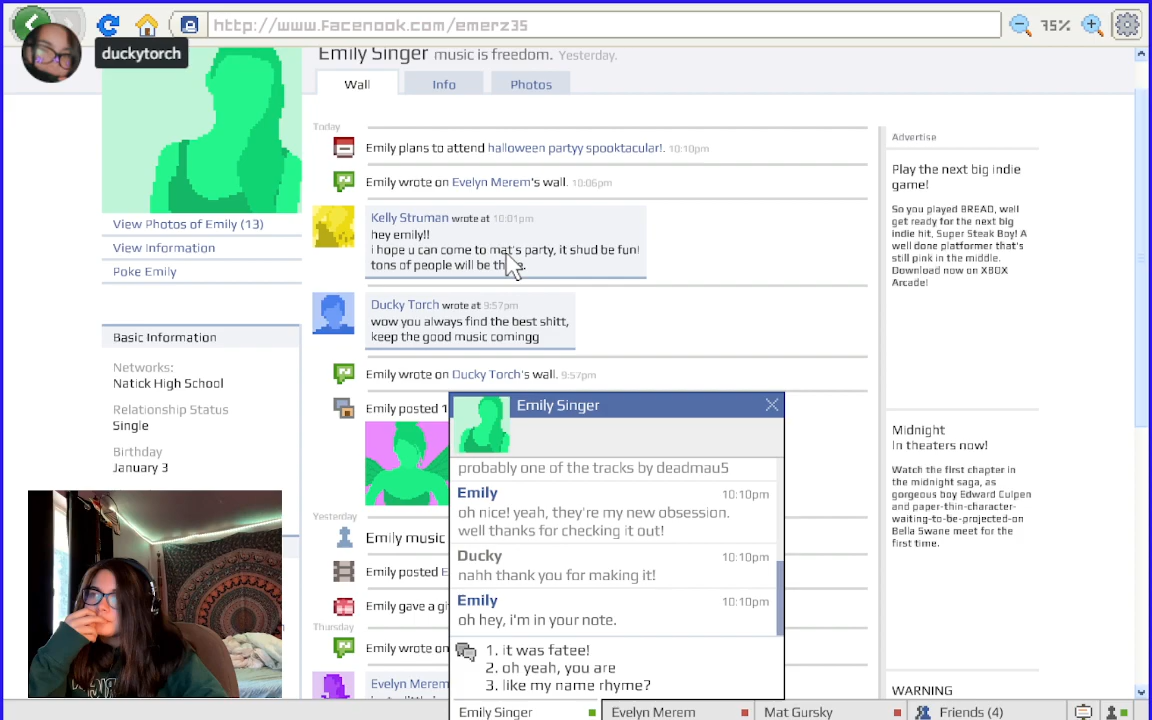 http://www.Facenook.com/emerz35
75%
duckytorch
Emily Singer music is freedom. Yesterday.
Wall
Info
Photos
Today
Emily plans to attend halloween partyy spooktacular!. 10:10pm
Emily wrote on Evelyn Merem's wall. 10:06pm
Kelly Struman wrote at 10:01pm
hey emily!!
i hope u can come to mat's party, it shud be fun!
tons of people will be
Ducky Torch wrote at 9:57pm
wow you always find the best shitt,
keep the good music comingg
Emily wrote on Ducky Torch's wall. 9:57pm
Emily posted 1
Yesterday
Emily music
Emily posted E
Emily gave a gi
Thursday
Emily wrote on
Evelyn Merem
View Photos of Emily (13)
View Information
Poke Emily
Basic Information
Networks:
Natick High School
Relationship Status
Single
Birthday
January 3
Emily Singer
probably one of the tracks by deadmau5
Emily 10:10pm
oh nice! yeah, they're my new obsession.
well thanks for checking it out!
Ducky 10:10pm
nahh thank you for making it!
Emily 10:10pm
oh hey, i'm in your note.
1. it was fatee!
2. oh yeah, you are
3. like my name rhyme?
Advertise
Play the next big indie
game!
So you played BREAD, well
get ready for the next big
indie hit, Super Steak Boy! A
well done platformer that's
still pink in the middle.
Download now on XBOX
Arcade!
Midnight
In theaters now!
Watch the first chapter in
the midnight saga, as
gorgeous boy Edward Culpen
and paper-thin-character-
waiting-to-be-projected-on
Bella Swane meet for the
first time.
WARNING
Emily Singer
Evelyn Merem
Mat Gursky
Friends (4)